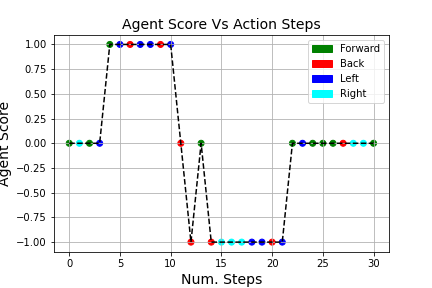 Agent Score Vs Action Steps
Agent Score
1.00
0.75
0.50
0.25
0.00
−0.25
−0.50
−0.75
−1.00
Forward
Back
Left
Right
0 5 10 15 20 25 30
Num. Steps